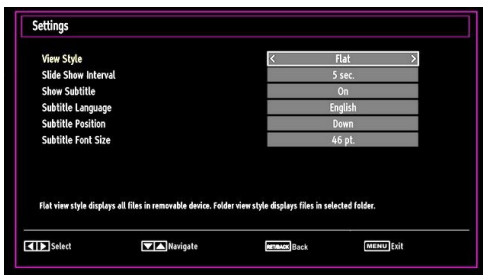 Settings
View Style < Flat >
Slide Show Interval 5 sec.
Show Subtitle On
Subtitle Language English
Subtitle Position Down
Subtitle Font Size 46 pt.
Flat view style displays all files in removable device. Folder view style displays files in selected folder.
Select Navigate RET/BACK Back MENU Exit